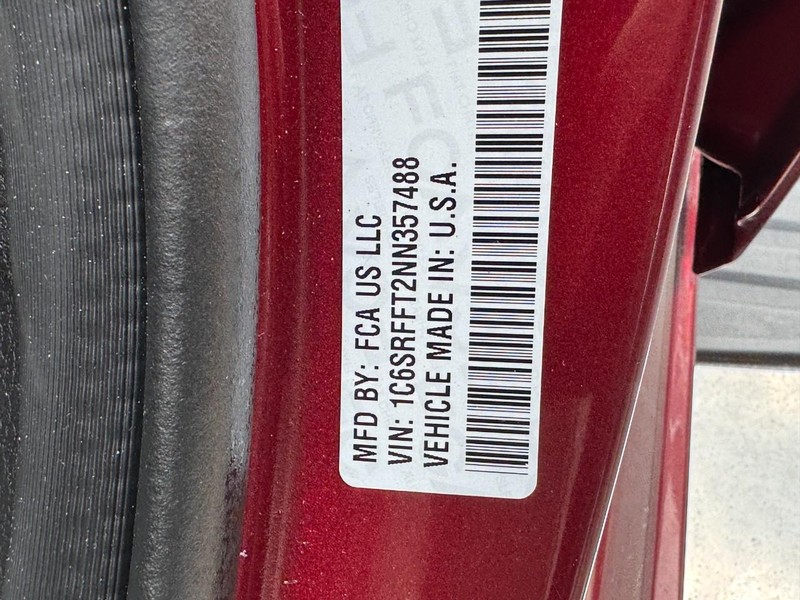 MFD BY: FCA US LLC
VIN: 1C6SRFFT2NN357488
VEHICLE MADE IN: U.S.A.